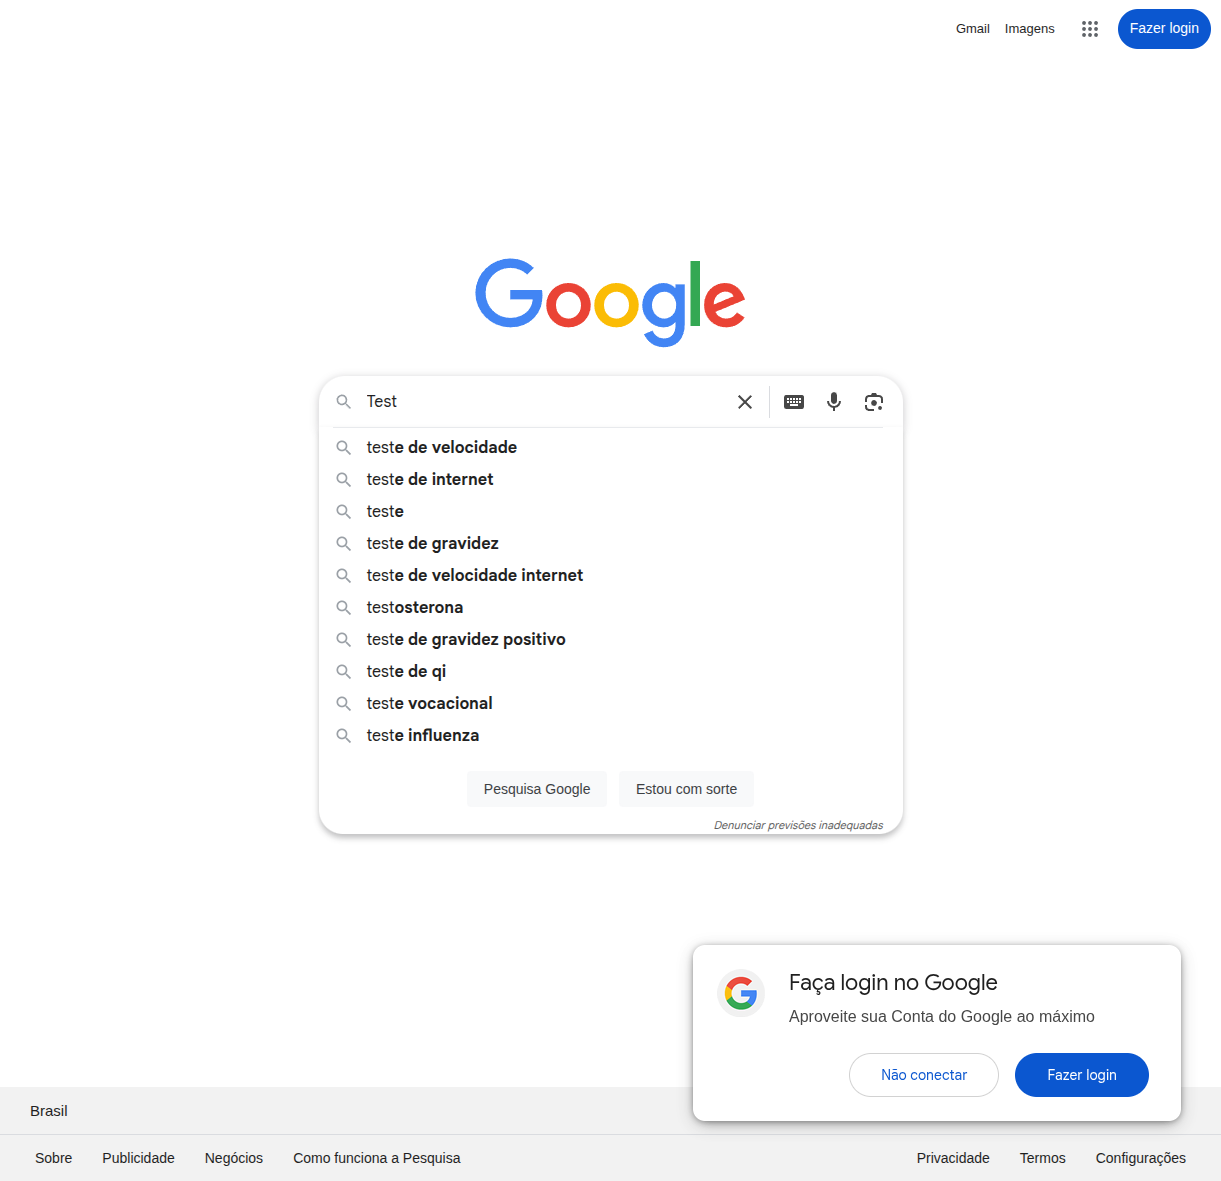 Gmail Imagens Fazer login
Google
Test
teste de velocidade
teste de internet
teste
teste de gravidez
teste de velocidade internet
testosterona
teste de gravidez positivo
teste de qi
teste vocacional
teste influenza
Pesquisa Google Estou com sorte
Denunciar previsões inadequadas
Faça login no Google
Aproveite sua Conta do Google ao máximo
Não conectar Fazer login
Brasil
Sobre Publicidade Negócios Como funciona a Pesquisa Privacidade Termos Configurações